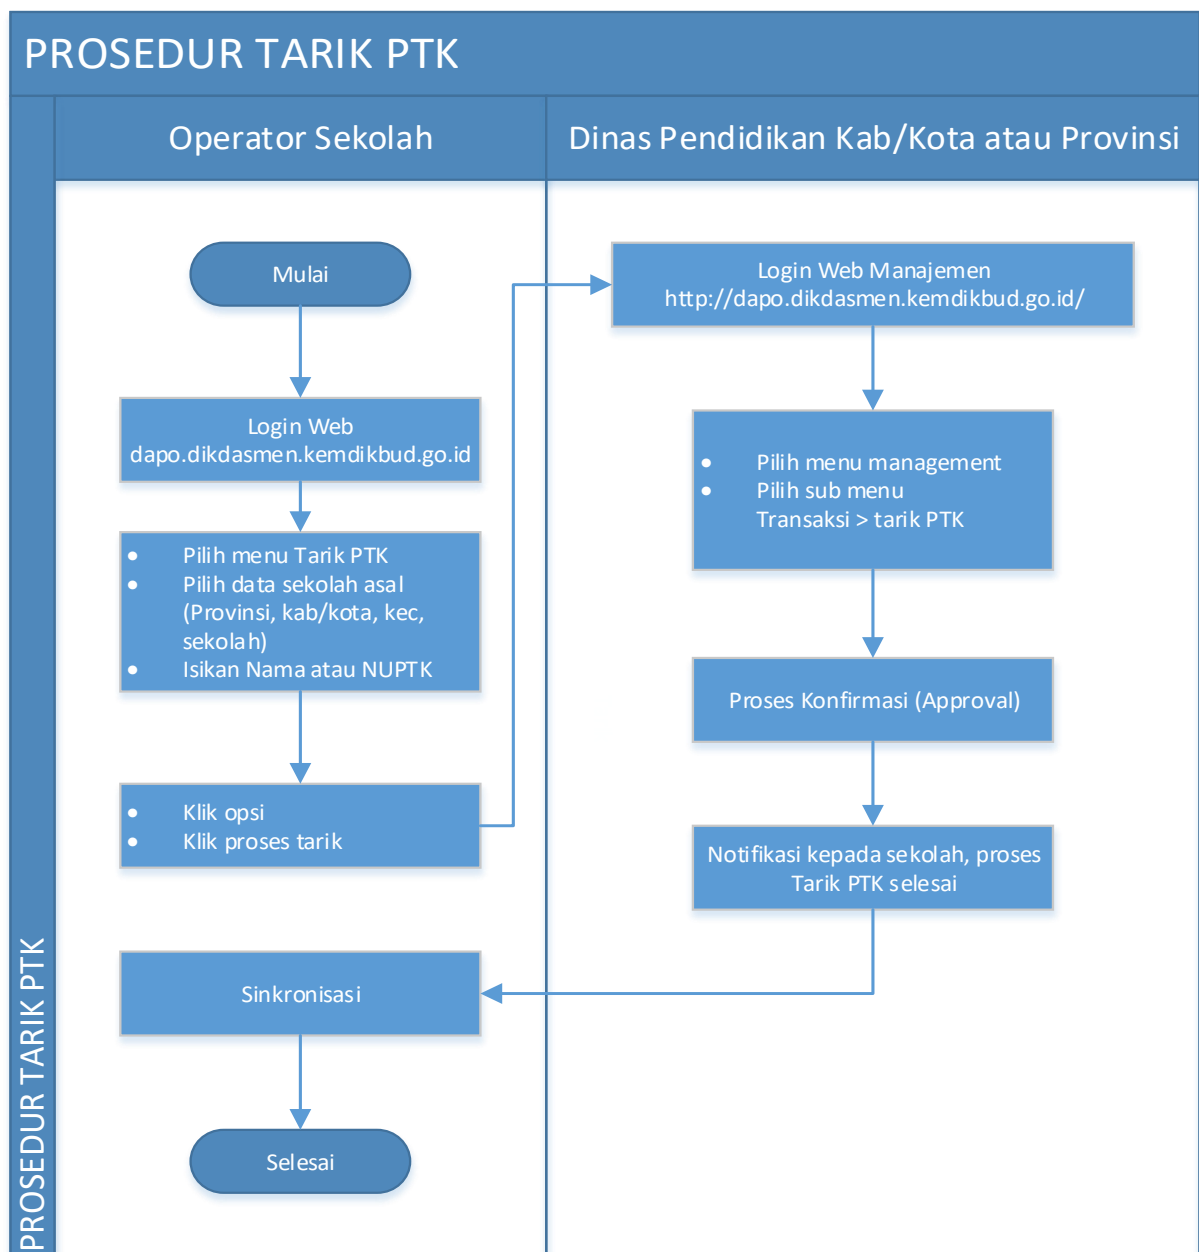 PROSEDUR TARIK PTK
Operator Sekolah
Dinas Pendidikan Kab/Kota atau Provinsi
PROSEDUR TARIK PTK
Mulai
Login Web
dapo.dikdasmen.kemdikbud.go.id
• Pilih menu Tarik PTK
• Pilih data sekolah asal
(Provinsi, kab/kota, kec,
sekolah)
• Isikan Nama atau NUPTK
• Klik opsi
• Klik proses tarik
Login Web Manajemen
http://dapo.dikdasmen.kemdikbud.go.id/
• Pilih menu management
• Pilih sub menu
Transaksi > tarik PTK
Proses Konfirmasi (Approval)
Notifikasi kepada sekolah, proses
Tarik PTK selesai
Sinkronisasi
Selesai